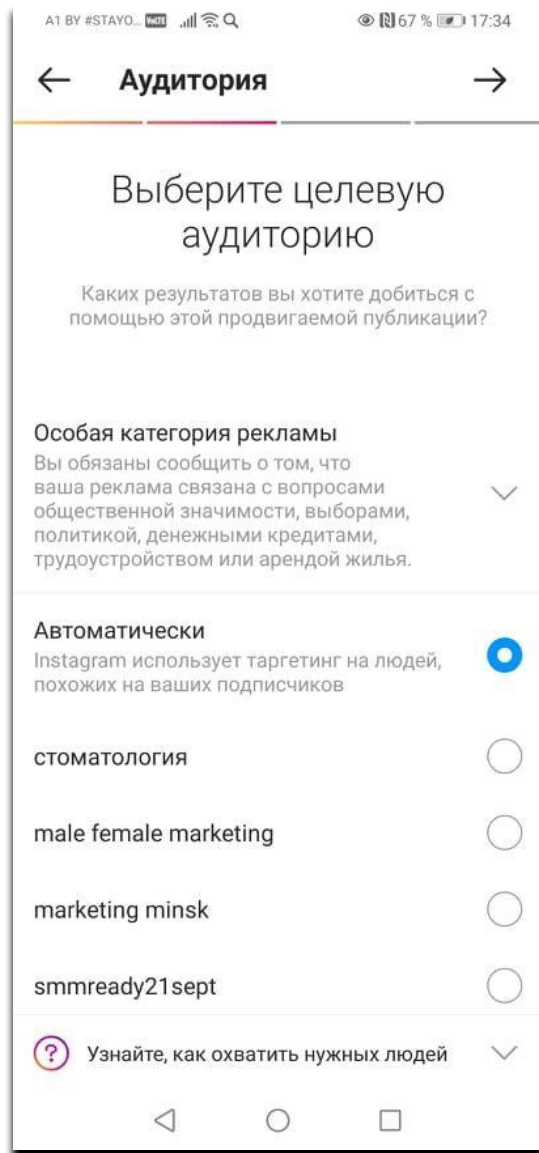 A1 BY #STAYO... VoLTE 67 % 17:34
Аудитория
Выберите целевую
аудиторию
Каких результатов вы хотите добиться с
помощью этой продвигаемой публикации?
Особая категория рекламы
Вы обязаны сообщить о том, что
ваша реклама связана с вопросами
общественной значимости, выборами,
политикой, денежными кредитами,
трудоустройством или арендой жилья.
Автоматически
Instagram использует таргетинг на людей,
похожих на ваших подписчиков
стоматология
male female marketing
marketing minsk
smmready21sept
? Узнайте, как охватить нужных людей